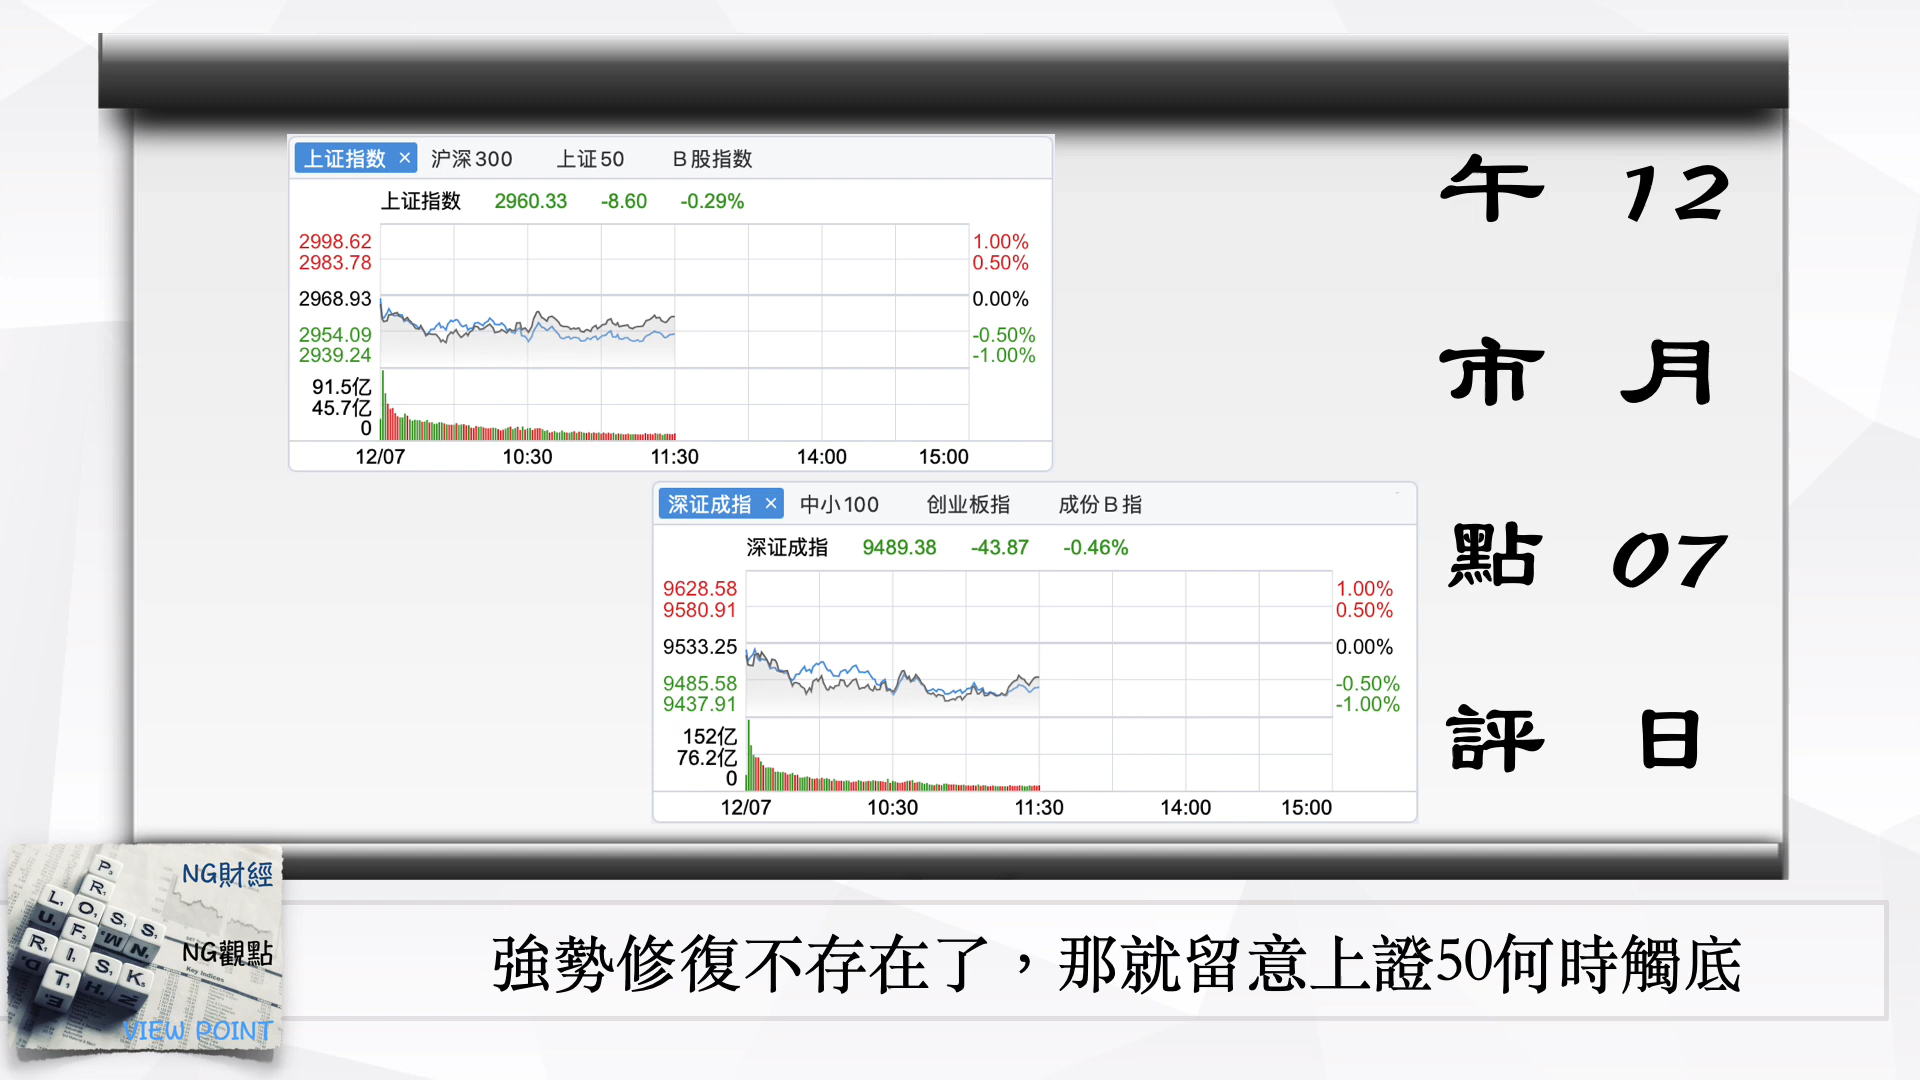 上证指数 × 沪深300 上证50 B股指数
上证指数 2960.33 -8.60 -0.29%
2998.62 1.00%
2983.78 0.50%
2968.93 0.00%
2954.09 -0.50%
2939.24 -1.00%
91.5亿
45.7亿
0
12/07 10:30 11:30 14:00 15:00
深证成指 × 中小100 创业板指 成份B指
深证成指 9489.38 -43.87 -0.46%
9628.58 1.00%
9580.91 0.50%
9533.25 0.00%
9485.58 -0.50%
9437.91 -1.00%
152亿
76.2亿
0
12/07 10:30 11:30 14:00 15:00
12月07日
午市點評
NG財經
NG觀點
VIEW POINT
Key Indices
強勢修復不存在了，那就留意上證50何時觸底